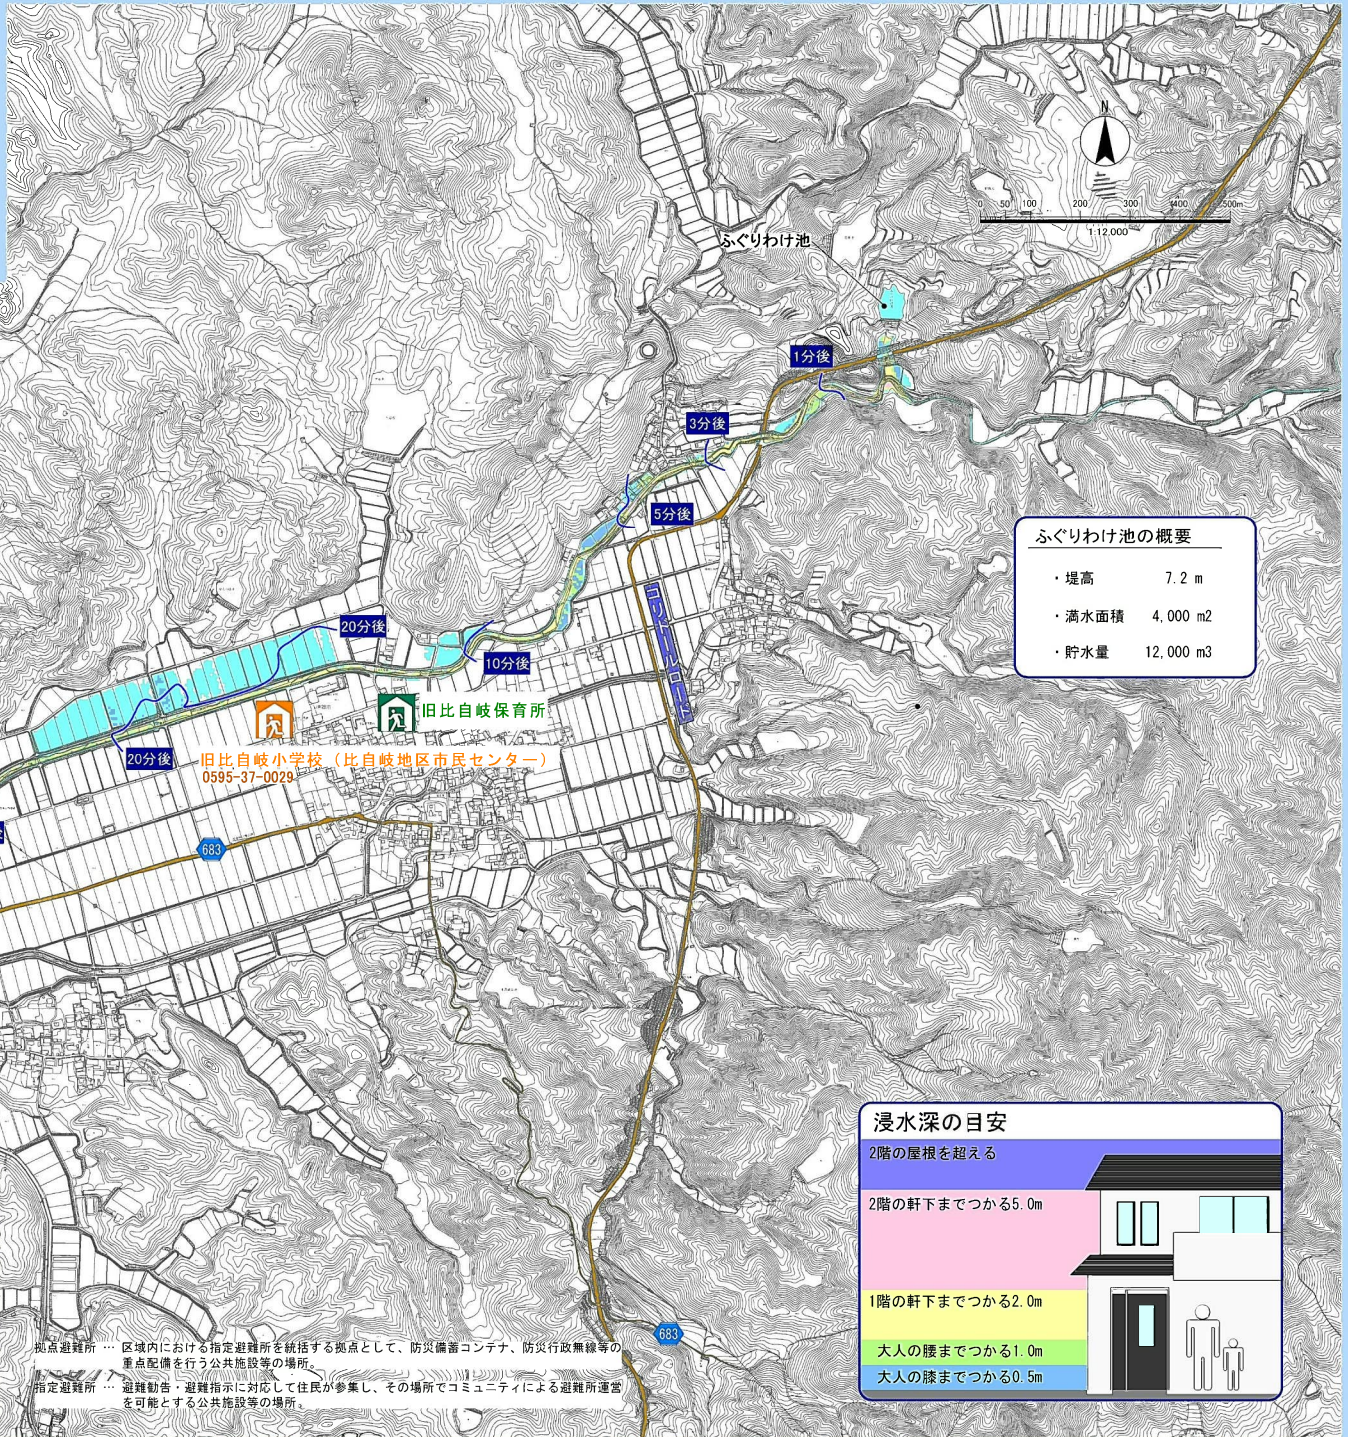 N
0 50 100 200 300 400 500m
1:12,000
ふぐりわけ池
1分後
3分後
5分後
ふぐりわけ池の概要
・堤高 7.2 m
・満水面積 4,000 m2
・貯水量 12,000 m3
コリドールロード
20分後
10分後
旧比自岐保育所
20分後
旧比自岐小学校（比自岐地区市民センター）
0595-37-0029
683
浸水深の目安
2階の屋根を超える
2階の軒下までつかる5.0m
1階の軒下までつかる2.0m
大人の腰までつかる1.0m
大人の膝までつかる0.5m
683
拠点避難所 … 区域内における指定避難所を統括する拠点として、防災備蓄コンテナ、防災行政無線等の
重点配備を行う公共施設等の場所。
指定避難所 … 避難勧告・避難指示に対応して住民が参集し、その場所でコミュニティによる避難所運営
を可能とする公共施設等の場所。